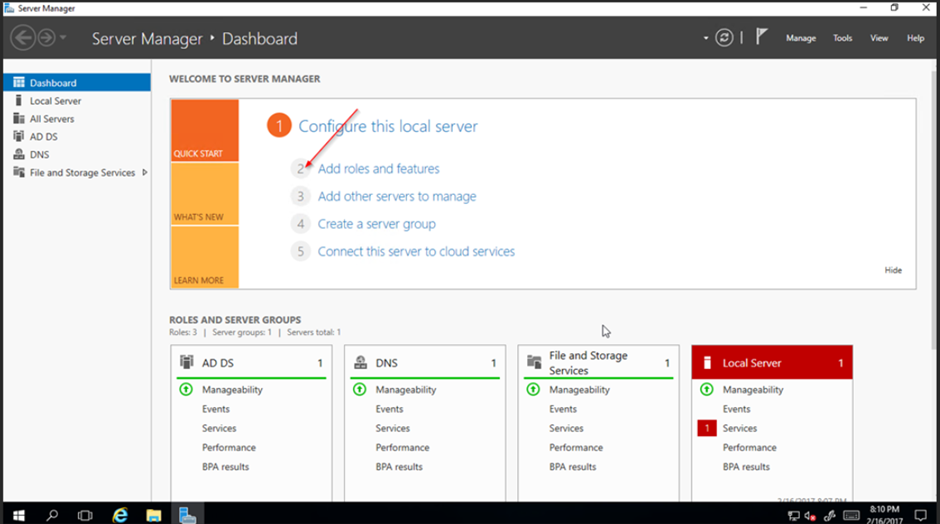 Server Manager
Server Manager • Dashboard
Manage Tools View Help
Dashboard
Local Server
All Servers
AD DS
DNS
File and Storage Services
WELCOME TO SERVER MANAGER
QUICK START
WHAT'S NEW
LEARN MORE
1 Configure this local server
2 Add roles and features
3 Add other servers to manage
4 Create a server group
5 Connect this server to cloud services
Hide
ROLES AND SERVER GROUPS
Roles: 3 | Server groups: 1 | Servers total: 1
AD DS 1
Manageability
Events
Services
Performance
BPA results
DNS 1
Manageability
Events
Services
Performance
BPA results
File and Storage
Services 1
Manageability
Events
Services
Performance
BPA results
Local Server 1
Manageability
Events
1 Services
Performance
BPA results
2/16/2017 8:07 PM
8:10 PM
2/16/2017